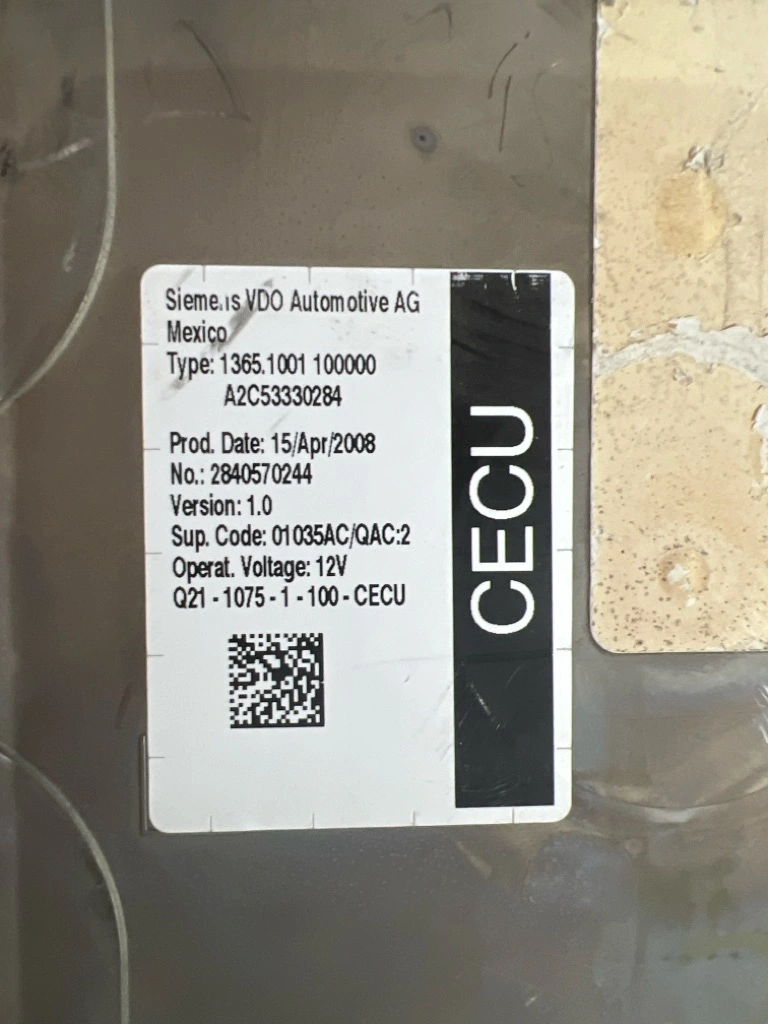 Siemens VDO Automotive AG
Mexico
Type: 1365.1001 100000
A2C53330284
Prod. Date: 15/Apr/2008
No.: 2840570244
Version: 1.0
Sup. Code: 01035AC/QAC:2
Operat. Voltage: 12V
Q21 - 1075 - 1 - 100 - CECU
CECU